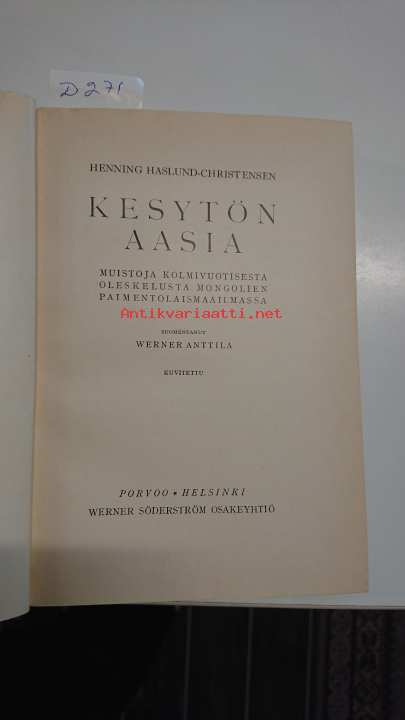 D 271
HENNING HASLUND-CHRISTENSEN
KESYTÖN
AASIA
MUISTOJA KOLMIVUOTISESTA
OLESKELUSTA MONGOLIEN
PAIMENTOLAISMAAILMASSA
Antikvariaatti.net
SUOMENTANUT
WERNER ANTTILA
KUVITETTU
PORVOO • HELSINKI
WERNER SÖDERSTRÖM OSAKEYHTIÖ